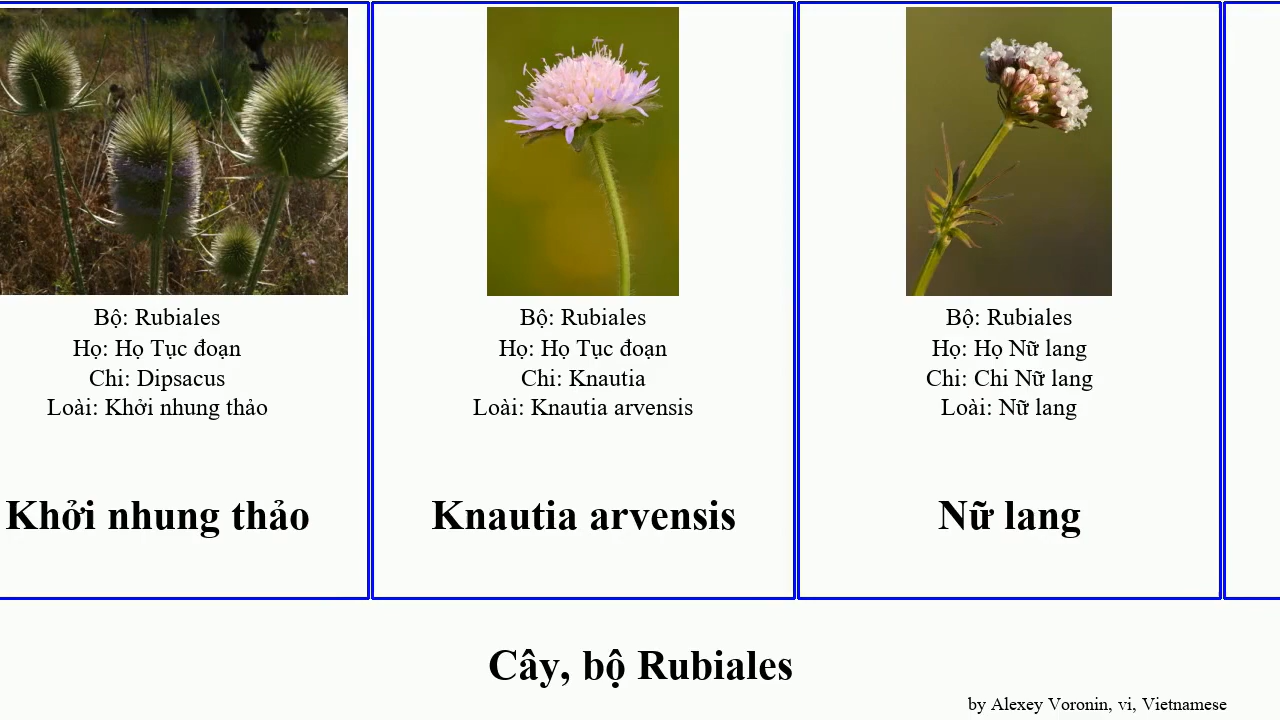 Bộ: Rubiales
Họ: Họ Tục đoạn
Chi: Dipsacus
Loài: Khởi nhung thảo
Khởi nhung thảo
Bộ: Rubiales
Họ: Họ Tục đoạn
Chi: Knautia
Loài: Knautia arvensis
Knautia arvensis
Bộ: Rubiales
Họ: Họ Nữ lang
Chi: Chi Nữ lang
Loài: Nữ lang
Nữ lang
Cây, bộ Rubiales
by Alexey Voronin, vi, Vietnamese